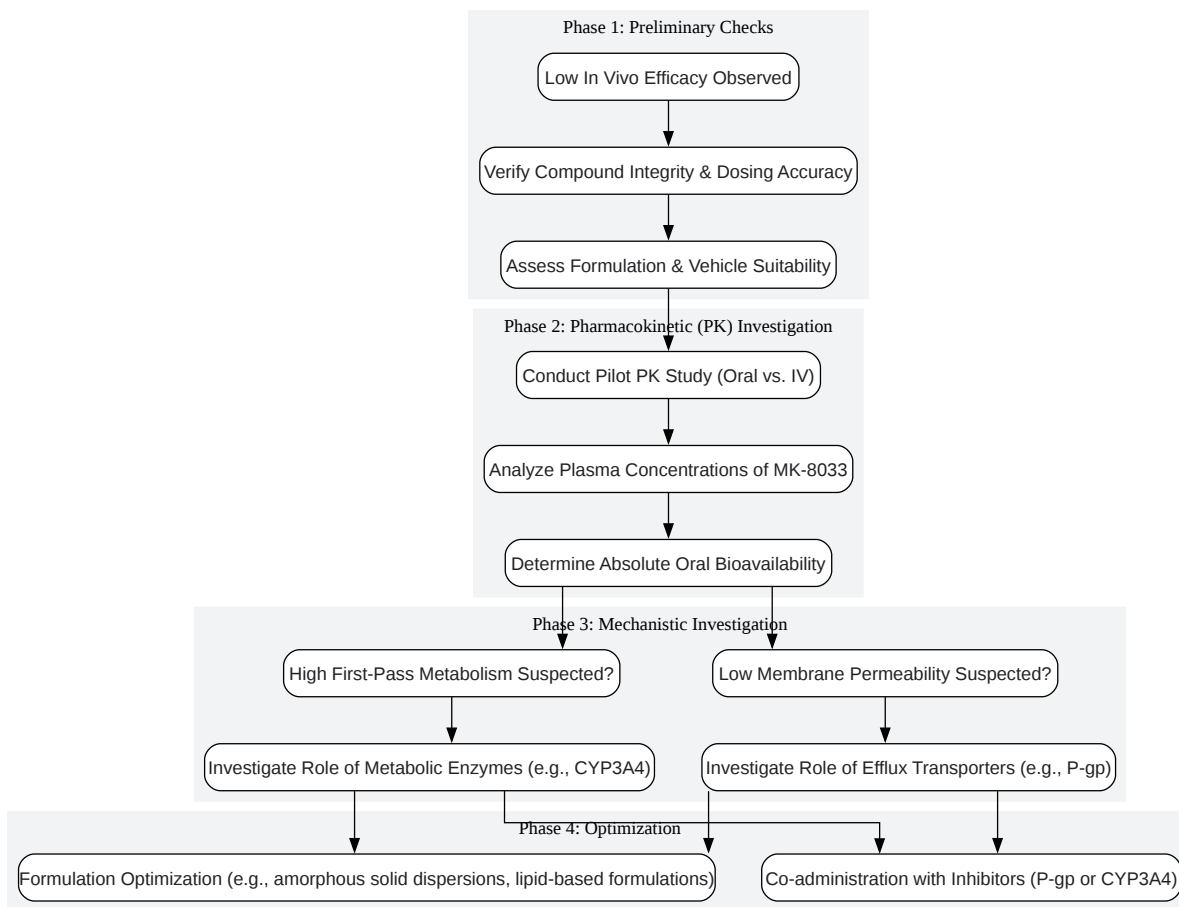 Phase 1: Preliminary Checks
Low In Vivo Efficacy Observed
Verify Compound Integrity & Dosing Accuracy
Assess Formulation & Vehicle Suitability
Phase 2: Pharmacokinetic (PK) Investigation
Conduct Pilot PK Study (Oral vs. IV)
Analyze Plasma Concentrations of MK-8033
Determine Absolute Oral Bioavailability
Phase 3: Mechanistic Investigation
High First-Pass Metabolism Suspected?
Low Membrane Permeability Suspected?
Investigate Role of Metabolic Enzymes (e.g., CYP3A4)
Investigate Role of Efflux Transporters (e.g., P-gp)
Phase 4: Optimization
Formulation Optimization (e.g., amorphous solid dispersions, lipid-based formulations)
Co-administration with Inhibitors (P-gp or CYP3A4)